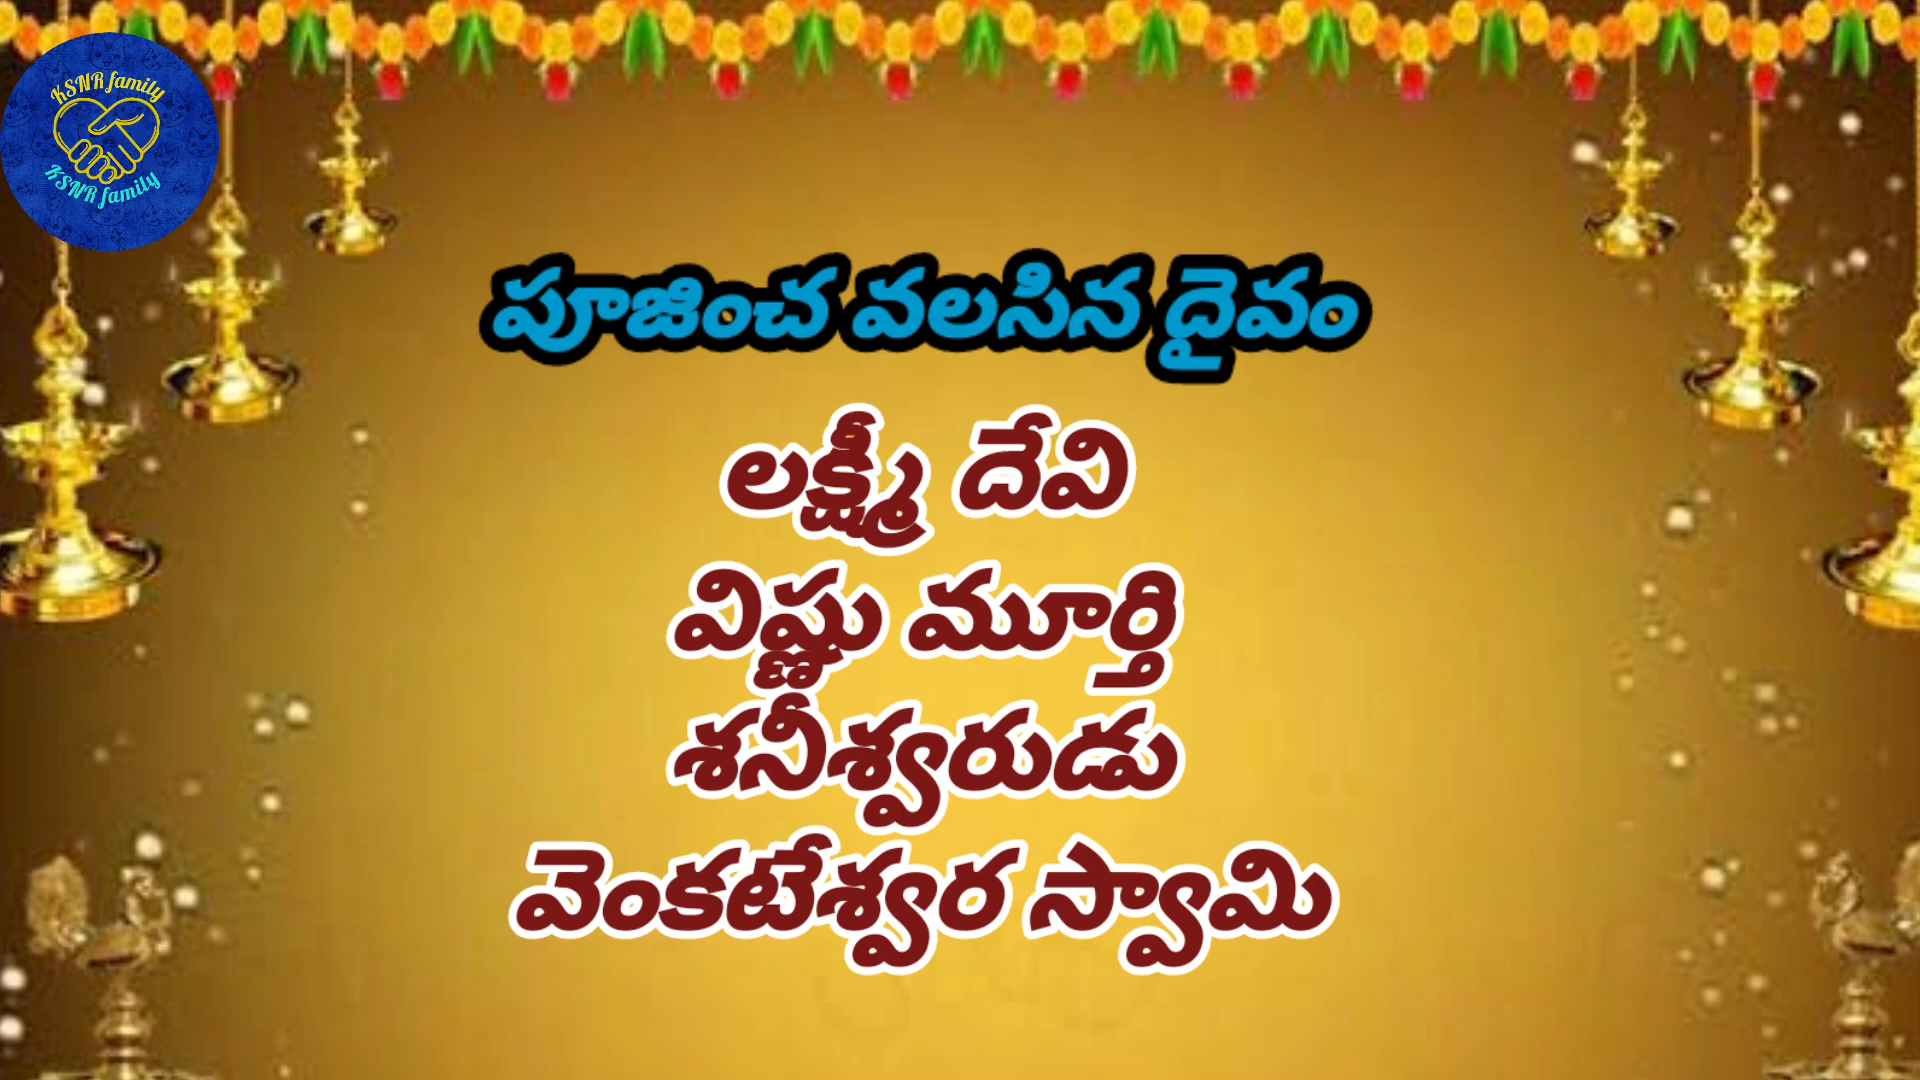 KSNR family
KSNR family
పూజించ వలసిన దైవం
లక్ష్మీ దేవి
విష్ణు మూర్తి
శనీశ్వరుడు
వెంకటేశ్వర స్వామి